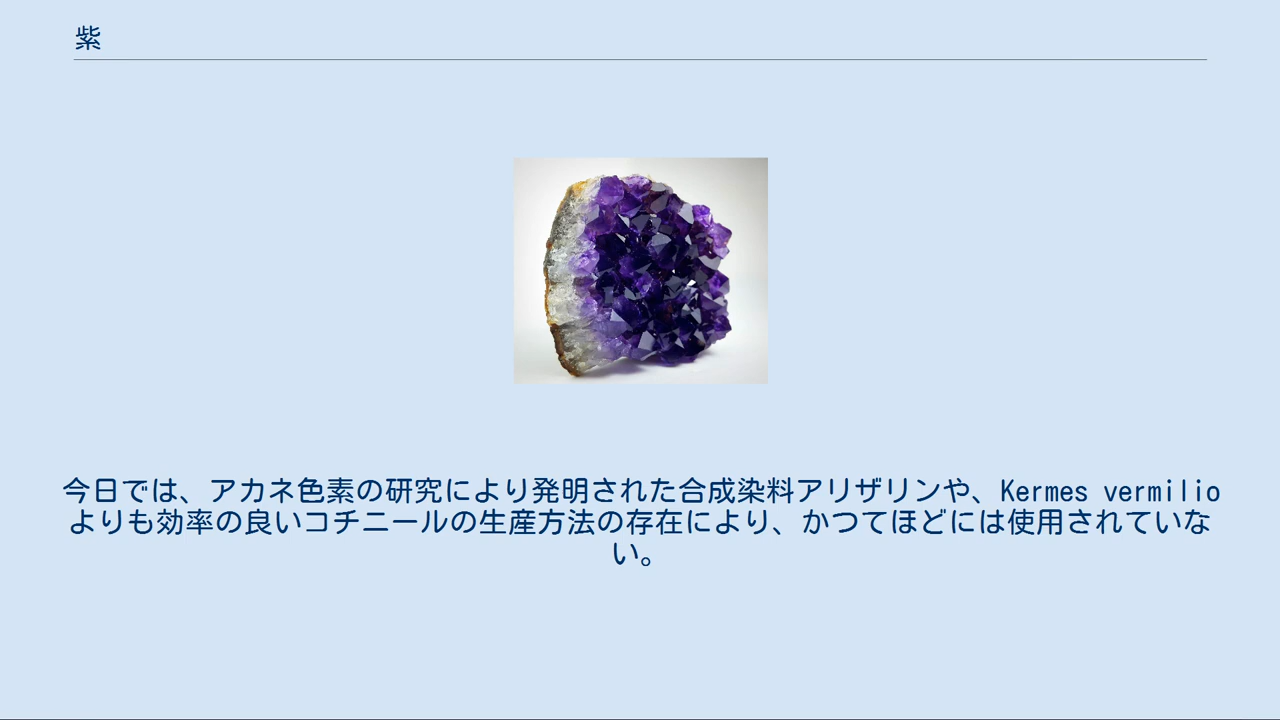 紫
今日では、アカネ色素の研究により発明された合成染料アリザリンや、Kermes vermilio
よりも効率の良いコチニールの生産方法の存在により、かつてほどには使用されていな
い。